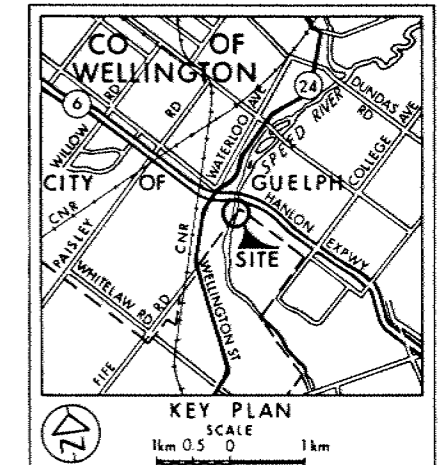 CO OF
WELLINGTON
6
24
WILLOW RD
RD
WATERLOO AVE
SPEED RIVER
DUNDAS RD
COLLEGE AVE
CITY OF GUELPH
CNR
PAISLEY
HANLON EXPWY
CNR
SITE
WHITELAW RD
RD
WELLINGTON ST
FIFE
N
KEY PLAN
SCALE
1km 0.5 0 1km